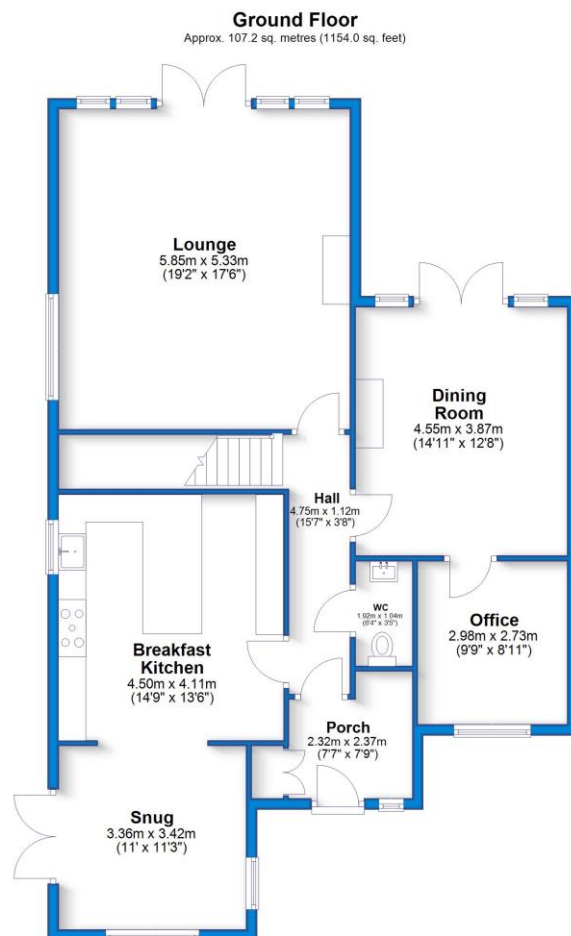 Ground Floor
Approx. 107.2 sq. metres (1154.0 sq. feet)
Lounge
5.85m x 5.33m
(19'2" x 17'6")
Dining
Room
4.55m x 3.87m
(14'11" x 12'8")
Hall
4.75m x 1.12m
(15'7" x 3'8")
WC
1.92m x 1.04m
(6'4" x 3'5")
Office
2.98m x 2.73m
(9'9" x 8'11")
Breakfast
Kitchen
4.50m x 4.11m
(14'9" x 13'6")
Porch
2.32m x 2.37m
(7'7" x 7'9")
Snug
3.36m x 3.42m
(11' x 11'3")